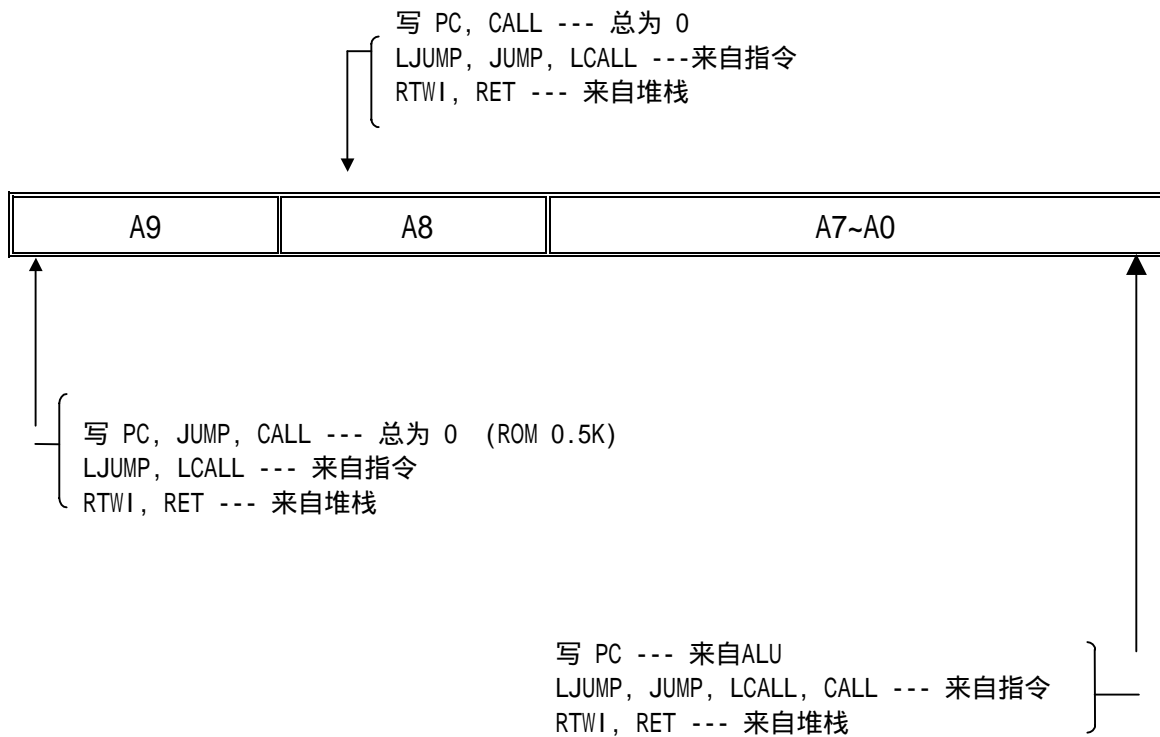 写 PC, CALL --- 总为 0
LJUMP, JUMP, LCALL ---来自指令
RTWI, RET --- 来自堆栈
A9 A8 A7~A0
写 PC, JUMP, CALL --- 总为 0 (ROM 0.5K)
LJUMP, LCALL --- 来自指令
RTWI, RET --- 来自堆栈
写 PC --- 来自ALU
LJUMP, JUMP, LCALL, CALL --- 来自指令
RTWI, RET --- 来自堆栈